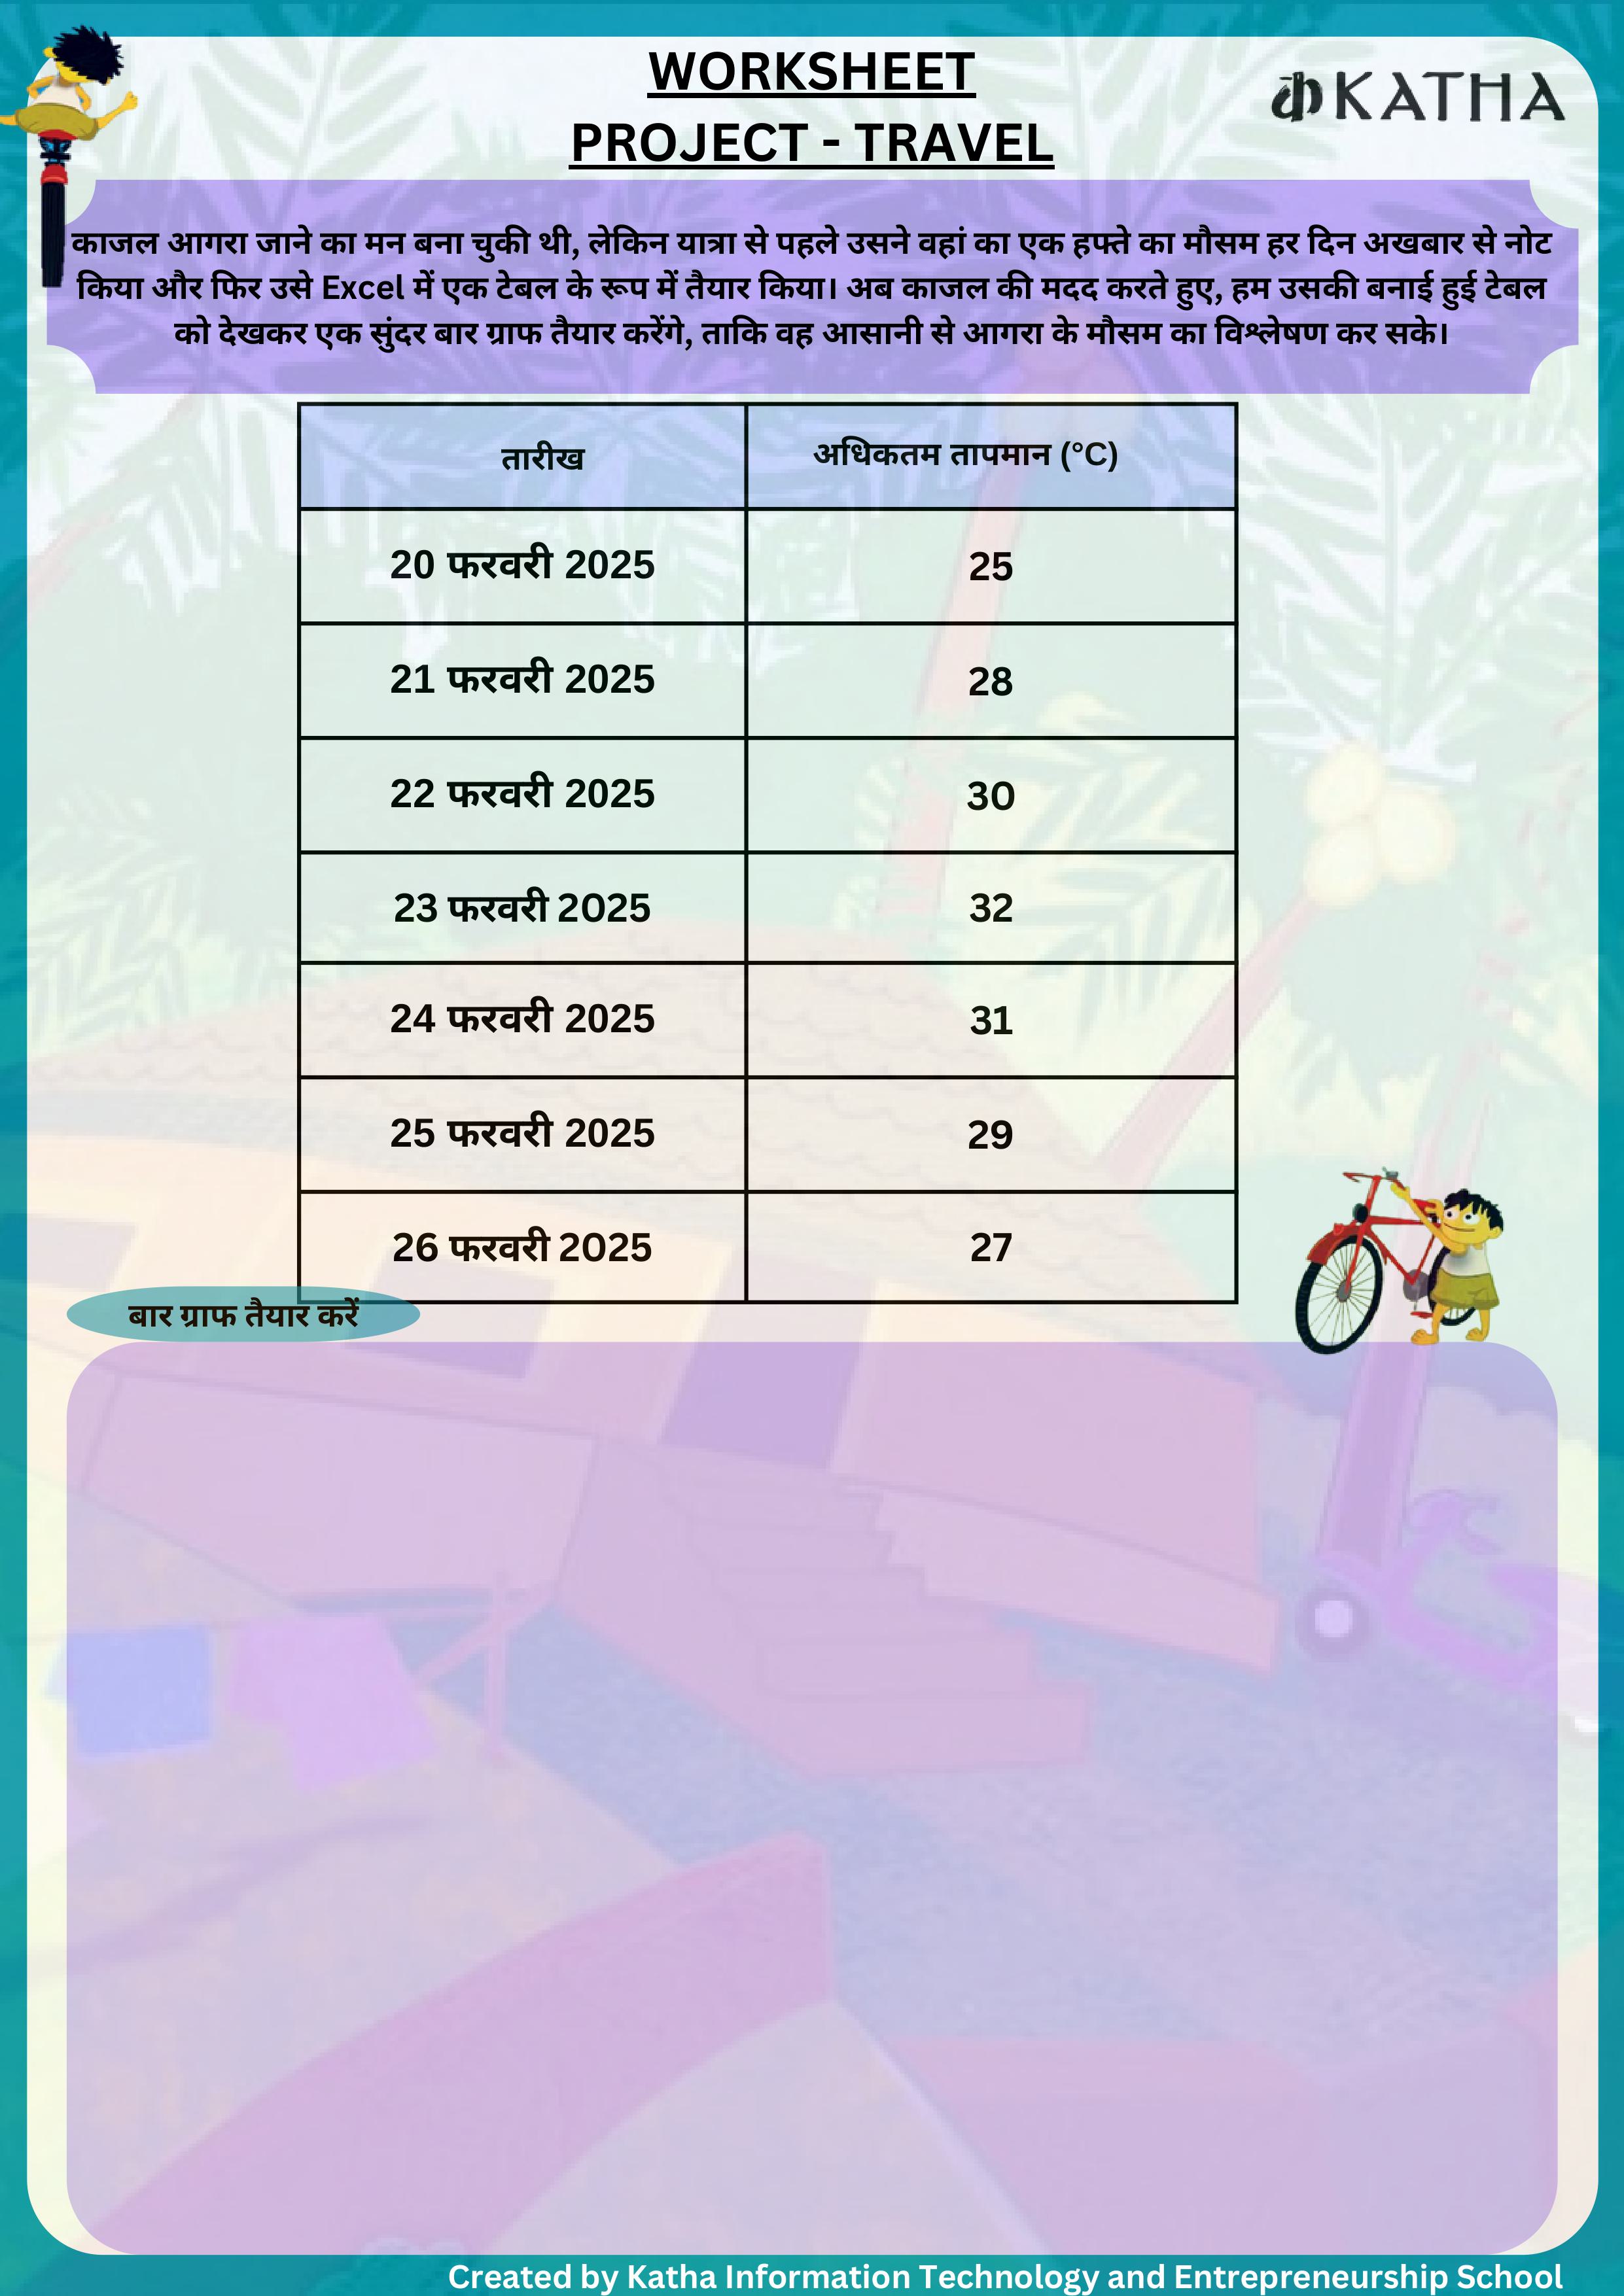 WORKSHEET
PROJECT - TRAVEL
कKATHA
काजल आगरा जाने का मन बना चुकी थी, लेकिन यात्रा से पहले उसने वहां का एक हफ्ते का मौसम हर दिन अखबार से नोट
किया और फिर उसे Excel में एक टेबल के रूप में तैयार किया। अब काजल की मदद करते हुए, हम उसकी बनाई हुई टेबल
को देखकर एक सुंदर बार ग्राफ तैयार करेंगे, ताकि वह आसानी से आगरा के मौसम का विश्लेषण कर सके।
तारीख अधिकतम तापमान (°C)
20 फरवरी 2025 25
21 फरवरी 2025 28
22 फरवरी 2025 30
23 फरवरी 2025 32
24 फरवरी 2025 31
25 फरवरी 2025 29
26 फरवरी 2025 27
बार ग्राफ तैयार करें
Created by Katha Information Technology and Entrepreneurship School